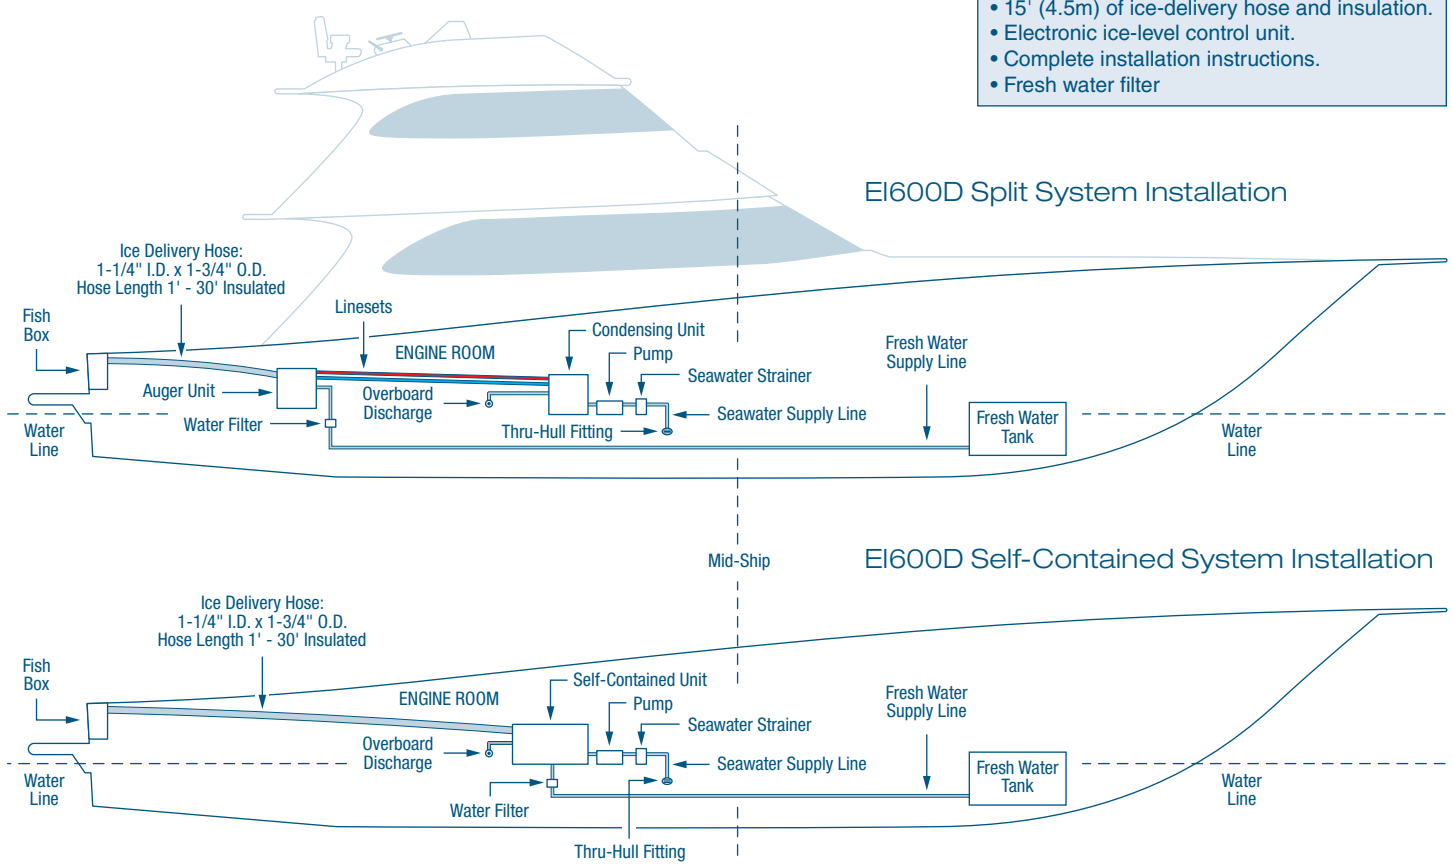 • 15' (4.5m) of ice-delivery hose and insulation.
• Electronic ice-level control unit.
• Complete installation instructions.
• Fresh water filter
EI600D Split System Installation
Ice Delivery Hose:
1-1/4" I.D. x 1-3/4" O.D.
Hose Length 1' - 30' Insulated
Fish
Box
Linesets
ENGINE ROOM
Condensing Unit
Pump
Seawater Strainer
Fresh Water
Supply Line
Auger Unit
Overboard
Discharge
Seawater Supply Line
Water Filter
Thru-Hull Fitting
Fresh Water
Tank
Water
Line
Water
Line
Mid-Ship
EI600D Self-Contained System Installation
Ice Delivery Hose:
1-1/4" I.D. x 1-3/4" O.D.
Hose Length 1' - 30' Insulated
Fish
Box
ENGINE ROOM
Self-Contained Unit
Pump
Seawater Strainer
Fresh Water
Supply Line
Overboard
Discharge
Seawater Supply Line
Fresh Water
Tank
Water
Line
Water Filter
Water
Line
Thru-Hull Fitting